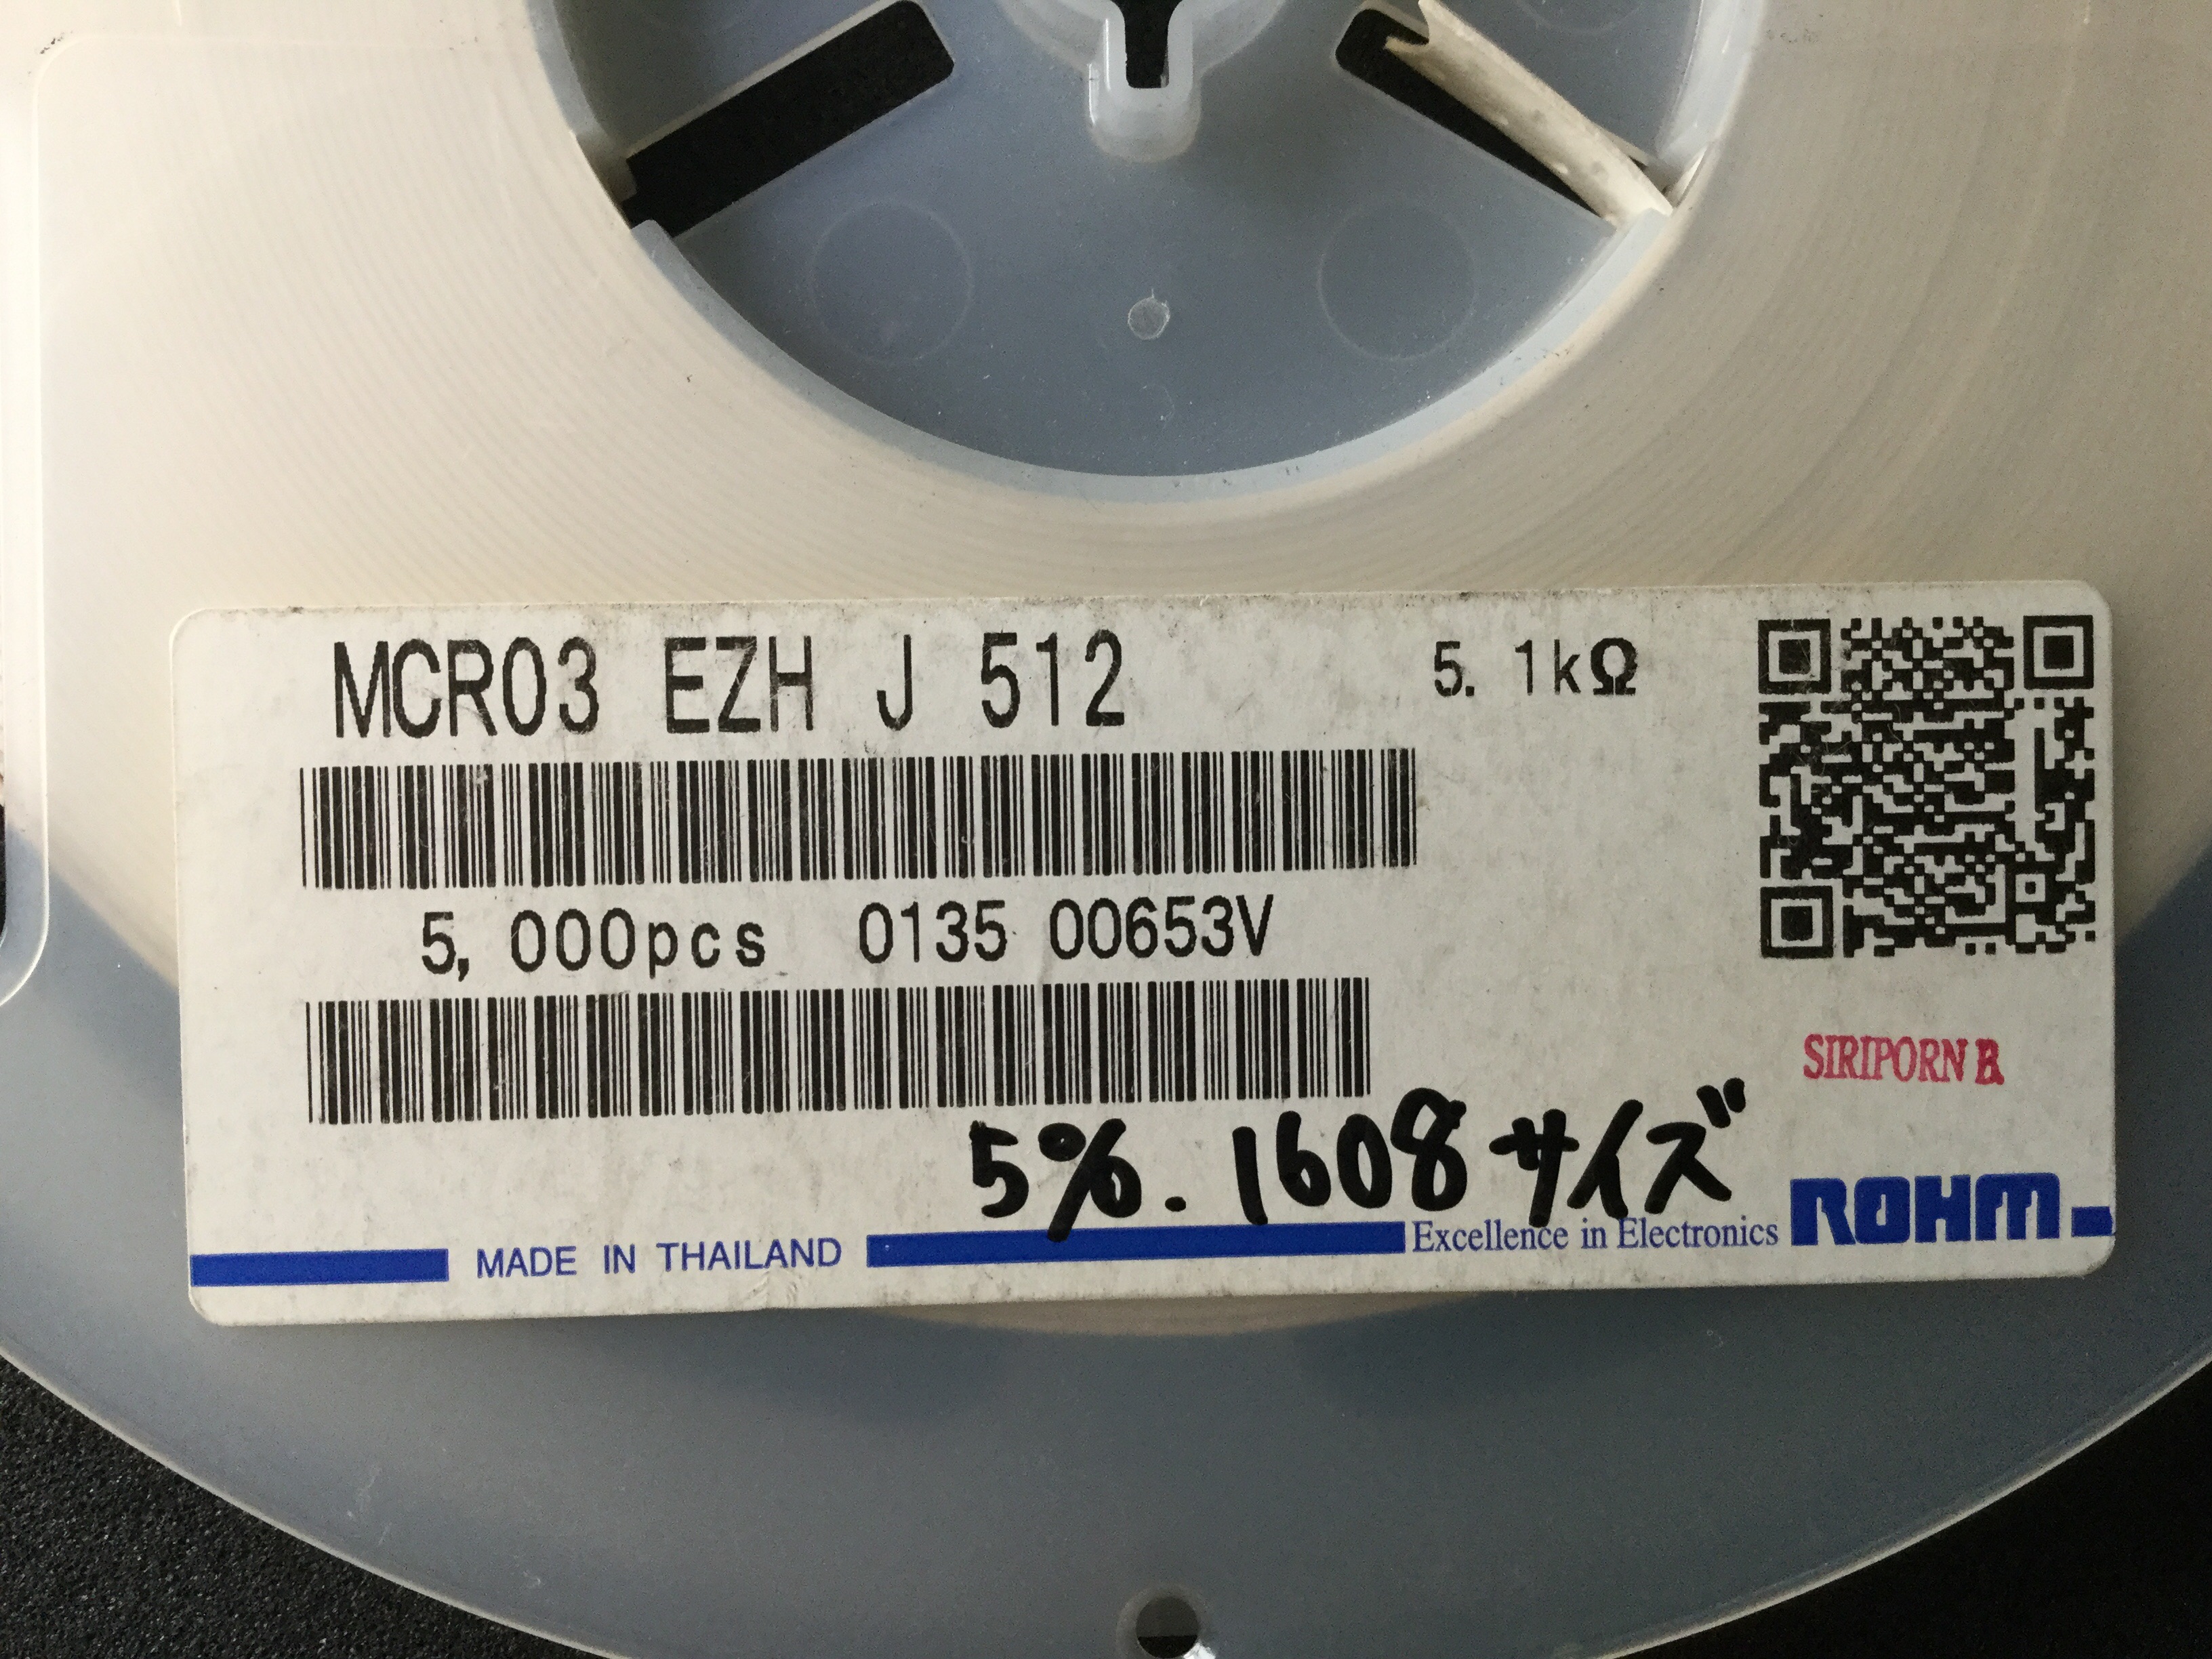 MCR03 EZH J 512 5.1kΩ
5,000pcs 0135 00653V
SIRIPORN B
5%. 1608サイズ
MADE IN THAILAND Excellence in Electronics ROHM